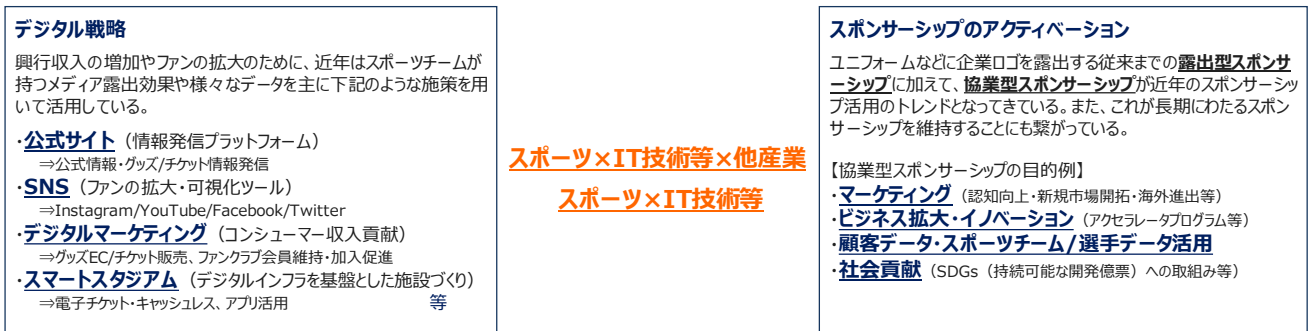 デジタル戦略
興行収入の増加やファンの拡大のために、近年はスポーツチームが
持つメディア露出効果や様々なデータを主に下記のような施策を用
いて活用している。
・公式サイト（情報発信プラットフォーム）
⇒公式情報・グッズ/チケット情報発信
・SNS（ファンの拡大・可視化ツール）
⇒Instagram/YouTube/Facebook/Twitter
・デジタルマーケティング（コンシューマー収入貢献）
⇒グッズEC/チケット販売、ファンクラブ会員維持・加入促進
・スマートスタジアム（デジタルインフラを基盤とした施設づくり）
⇒電子チケット・キャッシュレス、アプリ活用 等
スポーツ×IT技術等×他産業
スポーツ×IT技術等
スポンサーシップのアクティベーション
ユニフォームなどに企業ロゴを露出する従来までの露出型スポンサ
ーシップに加えて、協業型スポンサーシップが近年のスポンサーシッ
プ活用のトレンドとなってきている。また、これが長期にわたるスポン
サーシップを維持することにも繋がっている。
【協業型スポンサーシップの目的例】
・マーケティング（認知向上・新規市場開拓・海外進出等）
・ビジネス拡大・イノベーション（アクセラレータプログラム等）
・顧客データ・スポーツチーム/選手データ活用
・社会貢献（SDGs（持続可能な開発億票）への取組み等）